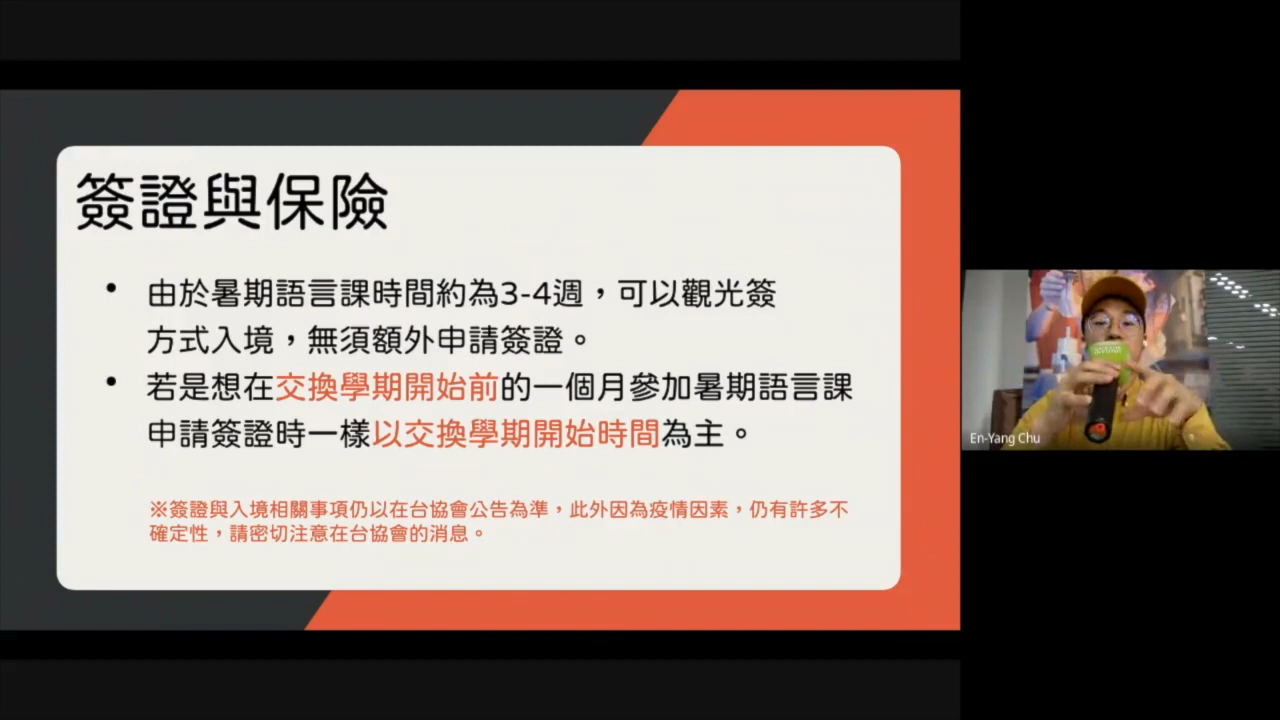 簽證與保險
• 由於暑期語言課時間約為3-4週，可以觀光簽
方式入境，無須額外申請簽證。
• 若是想在交換學期開始前的一個月參加暑期語言課
申請簽證時一樣以交換學期開始時間為主。
※簽證與入境相關事項仍以在台協會公告為準，此外因為疫情因素，仍有許多不
確定性，請密切注意在台協會的消息。
En-Yang Chu